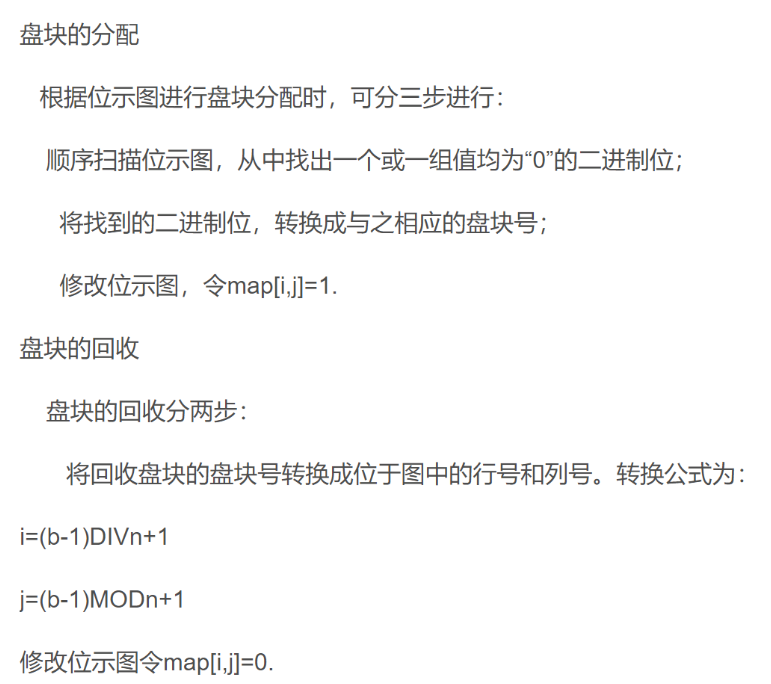 盘块的分配
根据位示图进行盘块分配时，可分三步进行：
顺序扫描位示图，从中找出一个或一组值均为“0”的二进制位；
将找到的二进制位，转换成与之相应的盘块号；
修改位示图，令map[i,j]=1.
盘块的回收
盘块的回收分两步：
将回收盘块的盘块号转换成位于图中的行号和列号。转换公式为：
i=(b-1)DIVn+1
j=(b-1)MODn+1
修改位示图令map[i,j]=0.